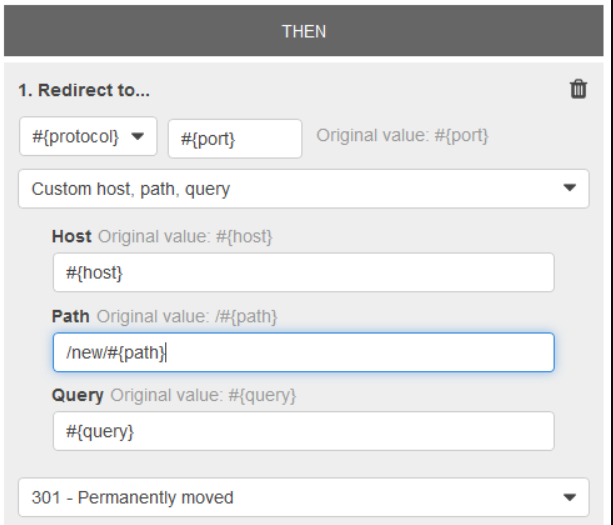 THEN
1. Redirect to...
#{protocol} #{port} Original value: #{port}
Custom host, path, query
Host Original value: #{host}
#{host}
Path Original value: /#{path}
/new/#{path}
Query Original value: #{query}
#{query}
301 - Permanently moved